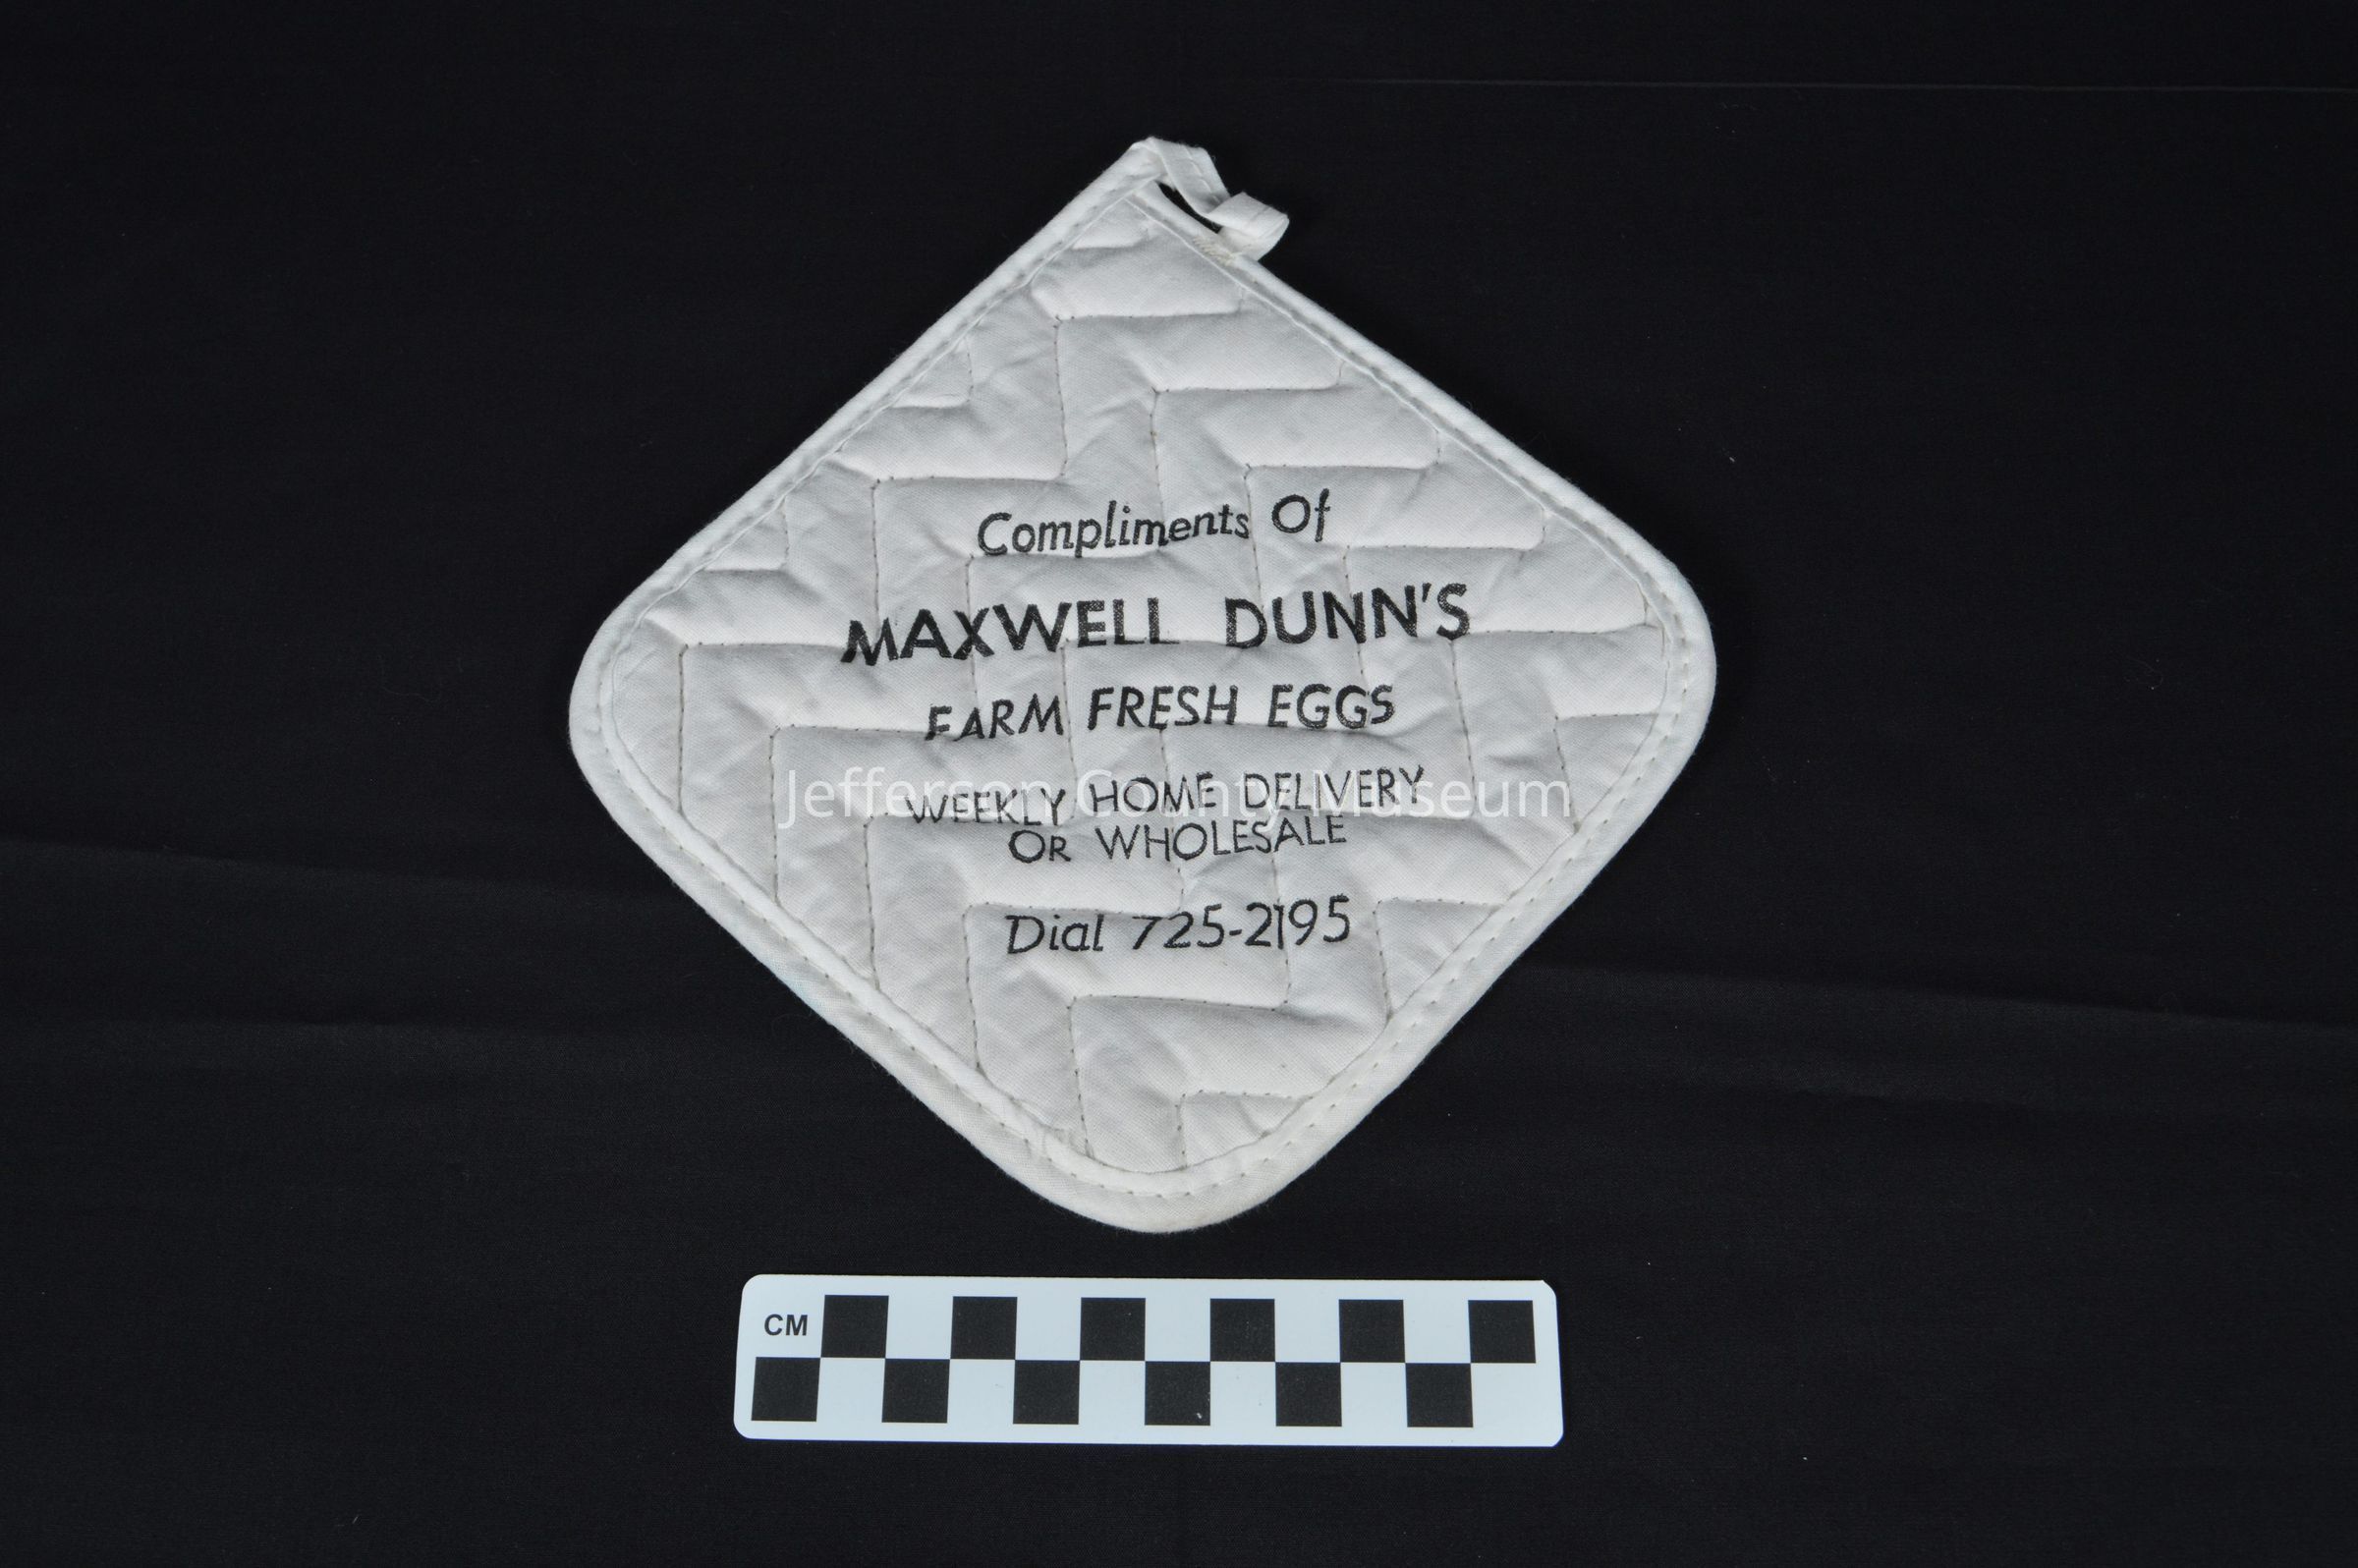 Compliments Of
MAXWELL DUNN'S
FARM FRESH EGGS
WEEKLY HOME DELIVERY
OR WHOLESALE
Dial 725-2195
Jefferson County Museum
CM